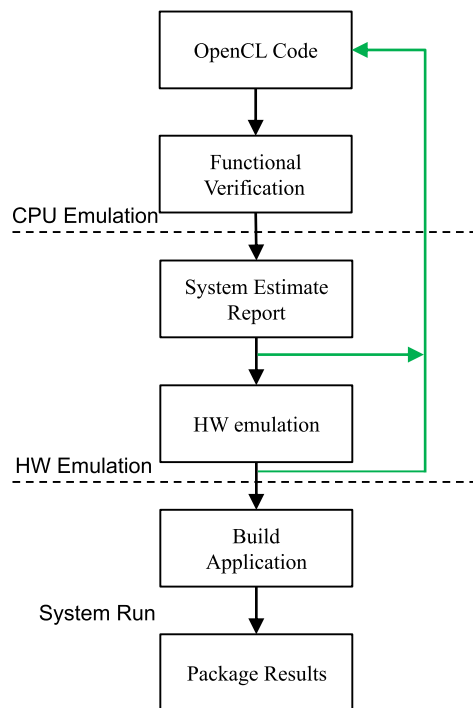 OpenCL Code
Functional
Verification
CPU Emulation
System Estimate
Report
HW emulation
HW Emulation
Build
Application
System Run
Package Results